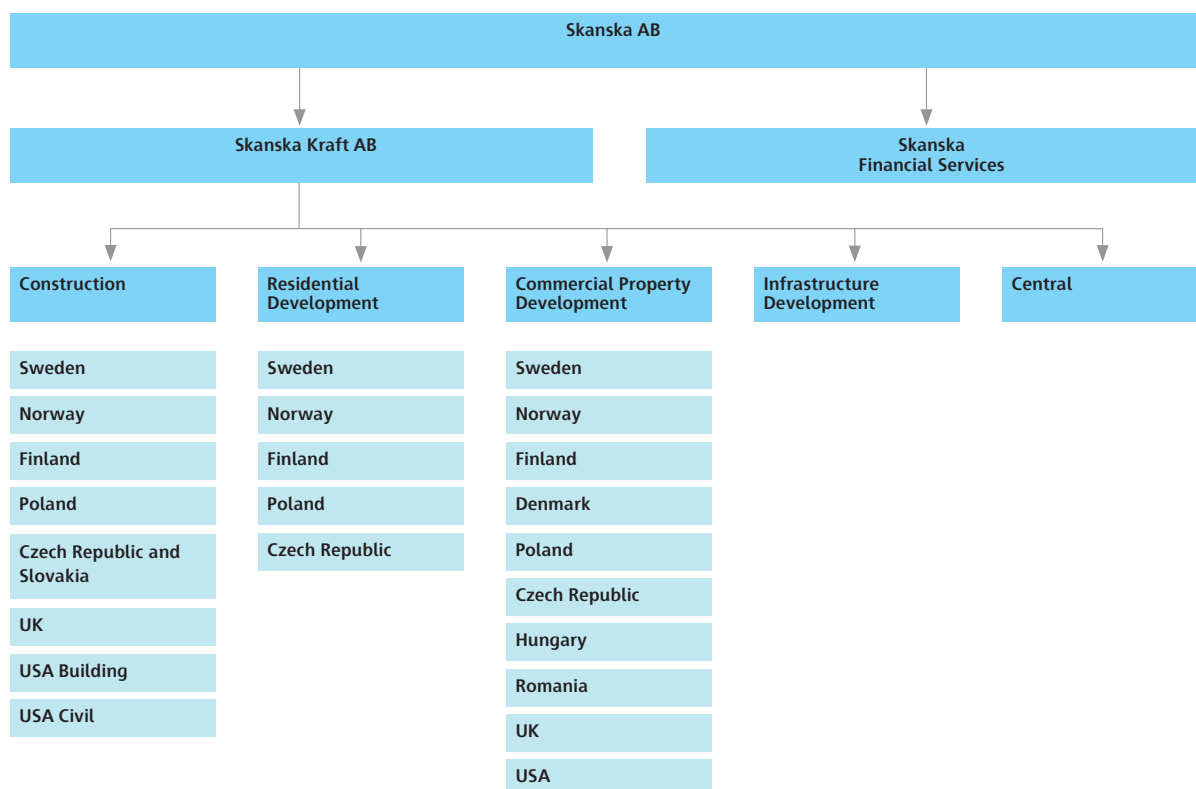 Skanska AB
Skanska Kraft AB
Skanska
Financial Services
Construction
Residential
Development
Commercial Property
Development
Infrastructure
Development
Central
Sweden
Norway
Finland
Poland
Czech Republic and
Slovakia
UK
USA Building
USA Civil
Sweden
Norway
Finland
Poland
Czech Republic
Sweden
Norway
Finland
Denmark
Poland
Czech Republic
Hungary
Romania
UK
USA